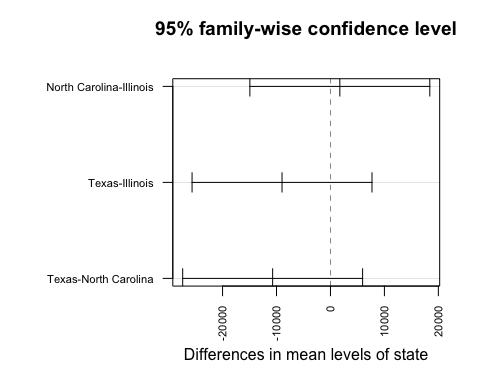 95% family-wise confidence level
North Carolina-Illinois
Texas-Illinois
Texas-North Carolina
-20000
-10000
0
10000
20000
Differences in mean levels of state